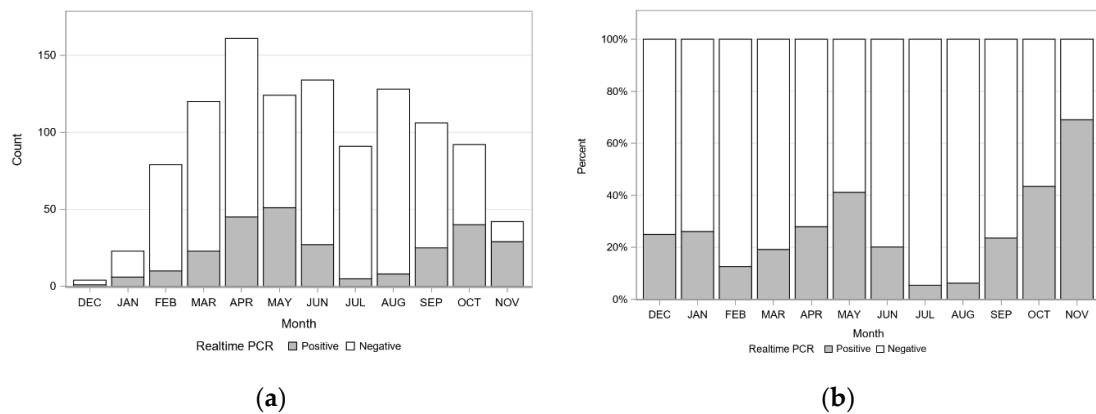 150
100
50
0
Count
DEC JAN FEB MAR APR MAY JUN JUL AUG SEP OCT NOV
Month
Realtime PCR Positive Negative
(a)
100%
80%
60%
40%
20%
0%
Percent
DEC JAN FEB MAR APR MAY JUN JUL AUG SEP OCT NOV
Month
Realtime PCR Positive Negative
(b)